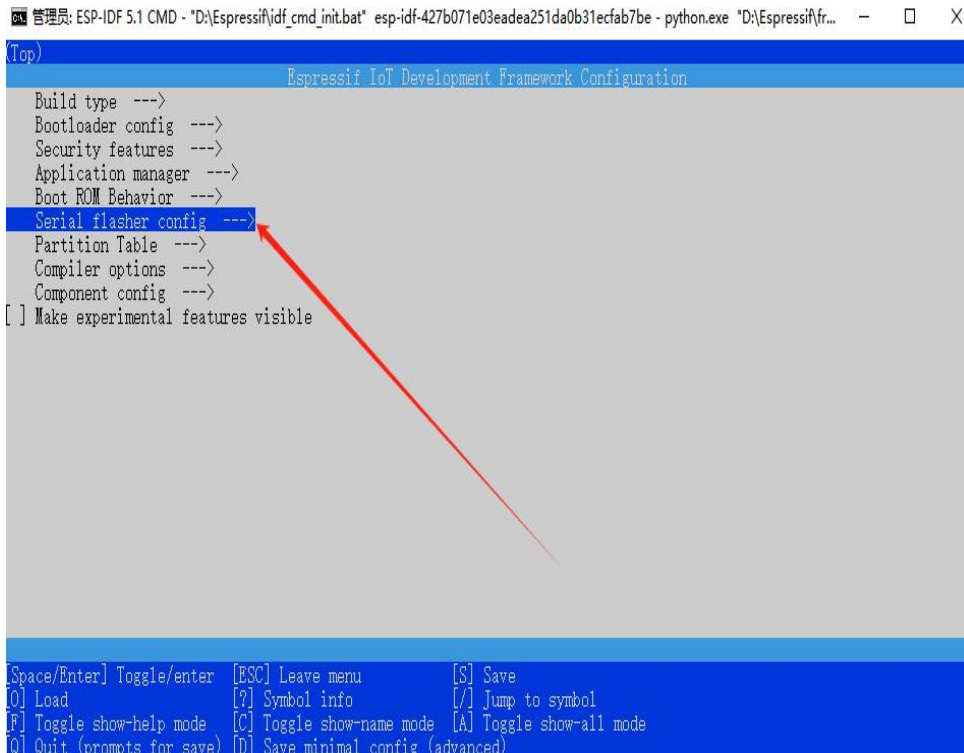 管理员: ESP-IDF 5.1 CMD - "D:\Espressif\idf_cmd_init.bat"  esp-idf-427b071e03eadea251da0b31ecfab7be - python.exe  "D:\Espressif\fr...
(Top)
Espressif IoT Development Framework Configuration
Build type  --->
Bootloader config  --->
Security features  --->
Application manager  --->
Boot ROM Behavior  --->
Serial flasher config  --->
Partition Table  --->
Compiler options  --->
Component config  --->
[ ] Make experimental features visible
[Space/Enter] Toggle/enter  [ESC] Leave menu  [S] Save
[O] Load  [?] Symbol info  [/] Jump to symbol
[F] Toggle show-help mode  [C] Toggle show-name mode  [A] Toggle show-all mode
[Q] Quit (prompts for save)  [D] Save minimal config (advanced)